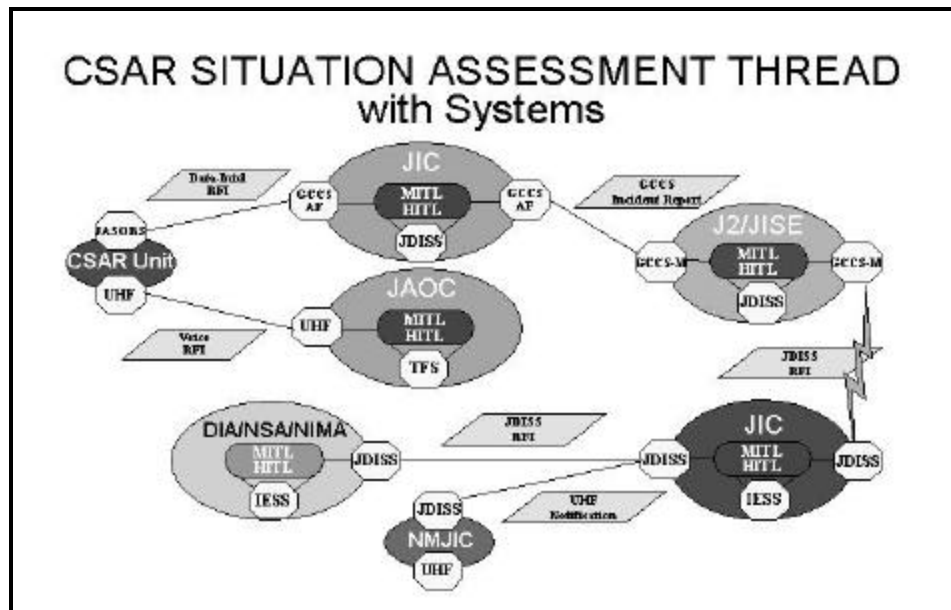 CSAR SITUATION ASSESSMENT THREAD
with Systems
JIC
Data-Bstd
RFI
GCCS
AF
MITL
HITL
GCCS
AF
JDISS
GCCS
Incident Report
JASORS
CSAR Unit
UHF
J2/JISE
GCCS-M
MITL
HITL
GCCS-M
JDISS
JAOC
UHF
MITL
HITL
TFS
Voice
RFI
JDISS
RFI
DIA/NSA/NIMA
MITL
HITL
JDISS
IESS
JDISS
RFI
JIC
JDISS
MITL
HITL
JDISS
IESS
JDISS
NMJIC
UHF
UHF
Notification